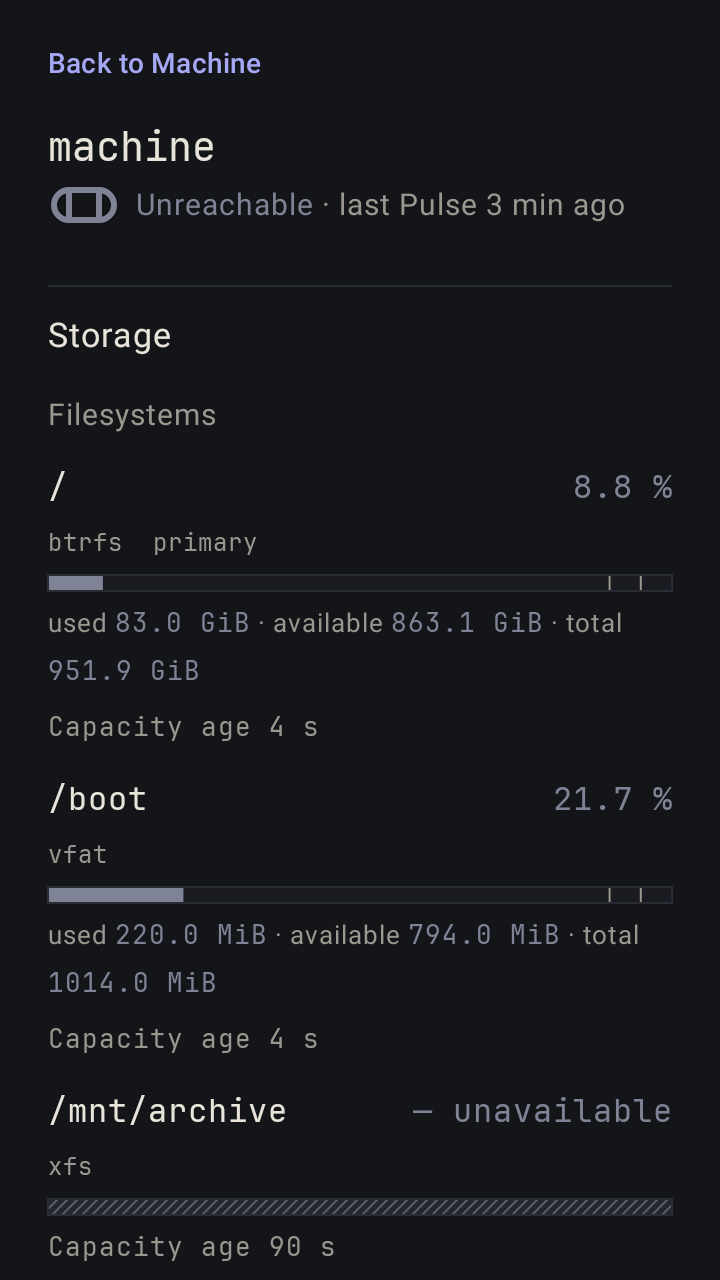 Back to Machine
machine
Unreachable · last Pulse 3 min ago
Storage
Filesystems
/ 8.8 %
btrfs primary
used 83.0 GiB · available 863.1 GiB · total
951.9 GiB
Capacity age 4 s
/boot 21.7 %
vfat
used 220.0 MiB · available 794.0 MiB · total
1014.0 MiB
Capacity age 4 s
/mnt/archive — unavailable
xfs
Capacity age 90 s